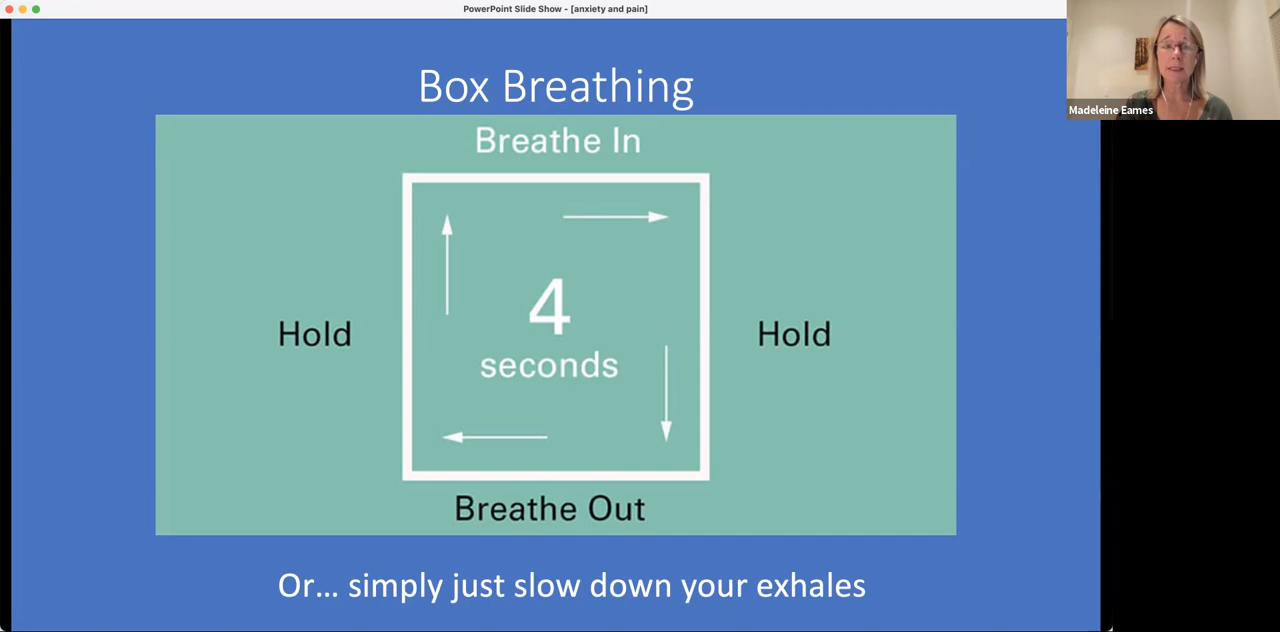 PowerPoint Slide Show - [anxiety and pain]
Madeleine Eames
Box Breathing
Breathe In
Hold
4
seconds
Hold
Breathe Out
Or... simply just slow down your exhales